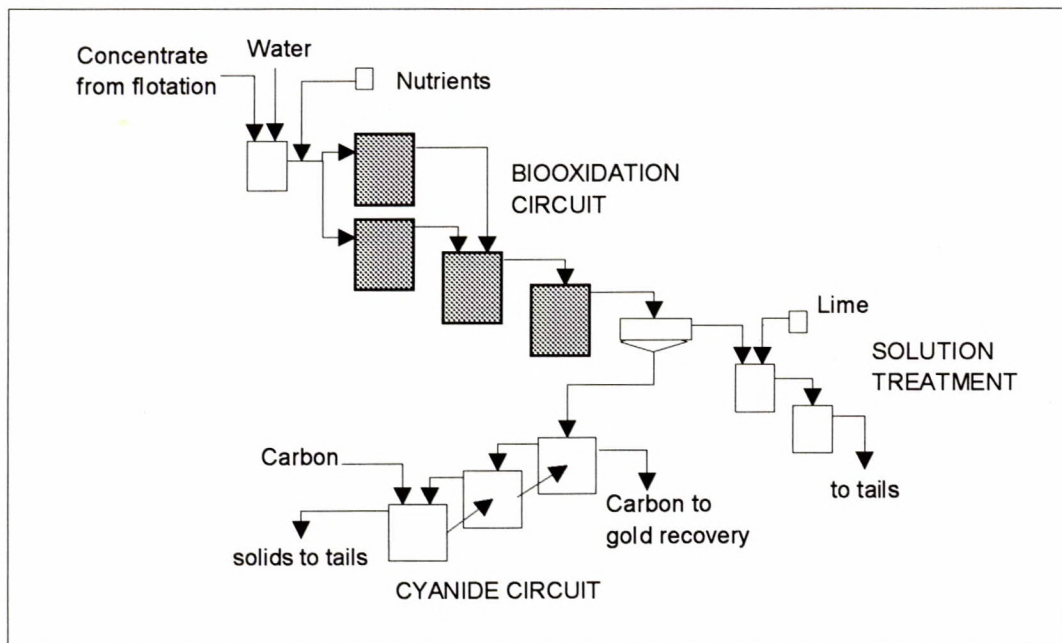 Concentrate
from flotation
Water
Nutrients
BIOOXIDATION
CIRCUIT
Lime
SOLUTION
TREATMENT
Carbon
Carbon to
gold recovery
to tails
solids to tails
CYANIDE CIRCUIT